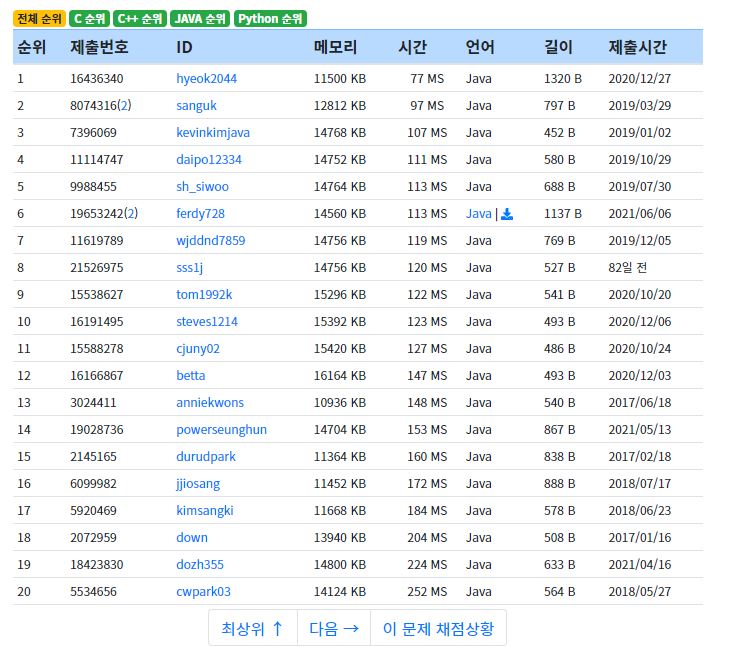 전체 순위 C 순위 C++ 순위 JAVA 순위 Python 순위
순위 제출번호 ID 메모리 시간 언어 길이 제출시간
1 16436340 hyeok2044 11500 KB 77 MS Java 1320 B 2020/12/27
2 8074316(2) sanguk 12812 KB 97 MS Java 797 B 2019/03/29
3 7396069 kevinkimjava 14768 KB 107 MS Java 452 B 2019/01/02
4 11114747 daipo12334 14752 KB 111 MS Java 580 B 2019/10/29
5 9988455 sh_siwoo 14764 KB 113 MS Java 688 B 2019/07/30
6 19653242(2) ferdy728 14560 KB 113 MS Java | 1137 B 2021/06/06
7 11619789 wjddnd7859 14756 KB 119 MS Java 769 B 2019/12/05
8 21526975 sss1j 14756 KB 120 MS Java 527 B 82일 전
9 15538627 tom1992k 15296 KB 122 MS Java 541 B 2020/10/20
10 16191495 steves1214 15392 KB 123 MS Java 493 B 2020/12/06
11 15588278 cjuny02 15420 KB 127 MS Java 486 B 2020/10/24
12 16166867 betta 16164 KB 147 MS Java 493 B 2020/12/03
13 3024411 anniekwons 10936 KB 148 MS Java 540 B 2017/06/18
14 19028736 powerseunghun 14704 KB 153 MS Java 867 B 2021/05/13
15 2145165 durudpark 11364 KB 160 MS Java 838 B 2017/02/18
16 6099982 jjiosang 11452 KB 172 MS Java 888 B 2018/07/17
17 5920469 kimsangki 11668 KB 184 MS Java 578 B 2018/06/23
18 2072959 down 13940 KB 204 MS Java 508 B 2017/01/16
19 18423830 dozh355 14800 KB 224 MS Java 633 B 2021/04/16
20 5534656 cwpark03 14124 KB 252 MS Java 564 B 2018/05/27
최상위 ↑ 다음 → 이 문제 채점상황